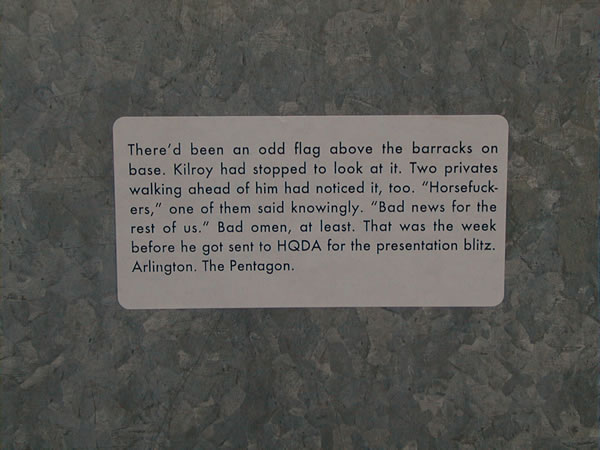 There'd been an odd flag above the barracks on
base. Kilroy had stopped to look at it. Two privates
walking ahead of him had noticed it, too. "Horsefuck-
ers," one of them said knowingly. "Bad news for the
rest of us." Bad omen, at least. That was the week
before he got sent to HQDA for the presentation blitz.
Arlington. The Pentagon.